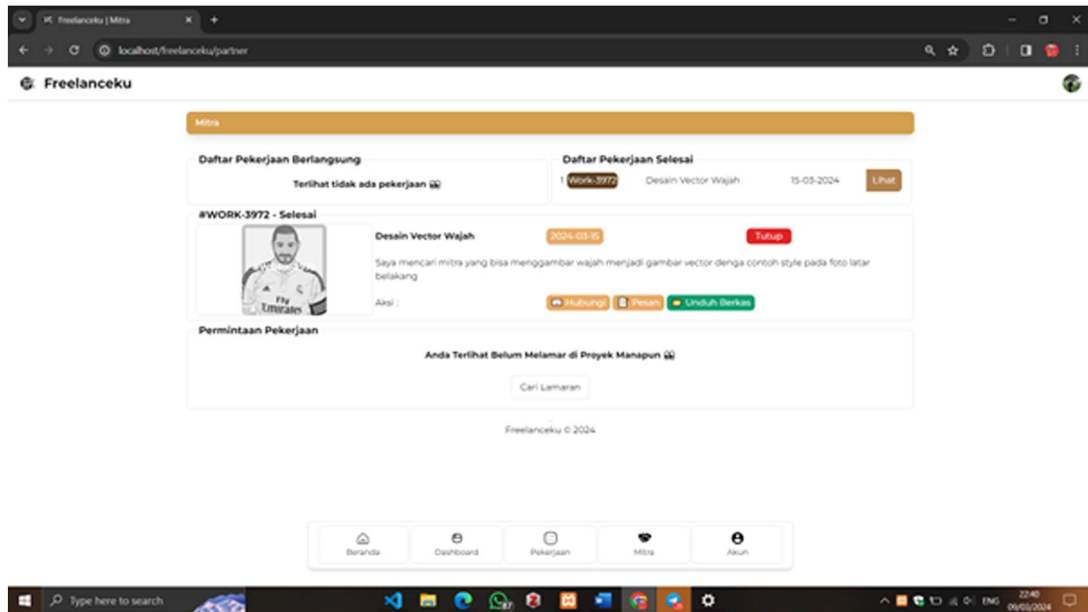 Freelanceku | Mitra
localhost/freelanceku/partner
Freelanceku
Mitra
Daftar Pekerjaan Berlangsung
Terlihat tidak ada pekerjaan
Daftar Pekerjaan Selesai
1 Work-3972 Desain Vector Wajah 15-03-2024 Lihat
#WORK-3972 - Selesai
Desain Vector Wajah 2024-03-15 Tutup
Saya mencari mitra yang bisa menggambar wajah menjadi gambar vector denga contoh style pada foto latar
belakang
Fly
Emirates
Aksi : Hubungi Pesan Unduh Berkas
Permintaan Pekerjaan
Anda Terlihat Belum Melamar di Proyek Manapun
Cari Lamaran
Freelanceku © 2024
Beranda Dashboard Pekerjaan Mitra Akun
Type here to search
ENG
22:40
09/03/2024